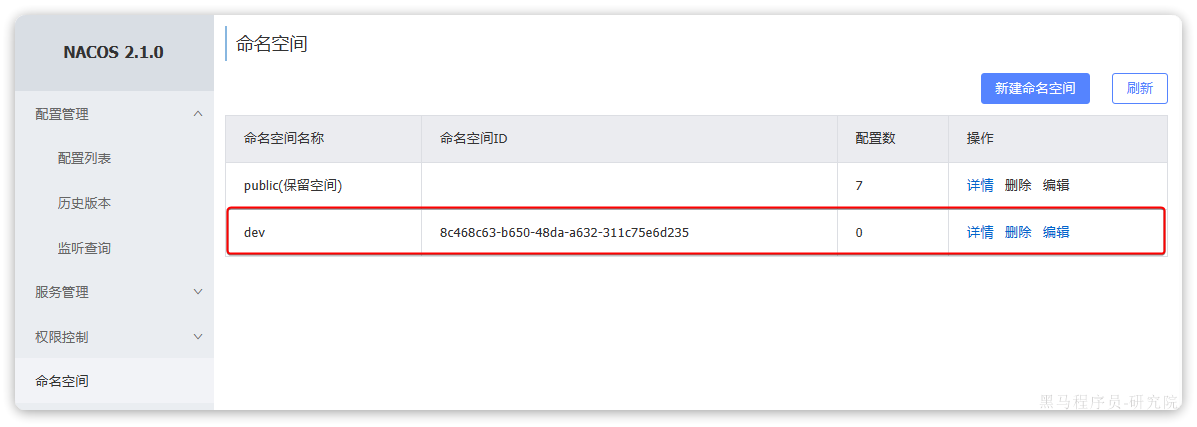 NACOS 2.1.0
配置管理
配置列表
历史版本
监听查询
服务管理
权限控制
命名空间
命名空间
新建命名空间 刷新
命名空间名称 命名空间ID 配置数 操作
public(保留空间) 7 详情 删除 编辑
dev 8c468c63-b650-48da-a632-311c75e6d235 0 详情 删除 编辑
黑马程序员-研究院